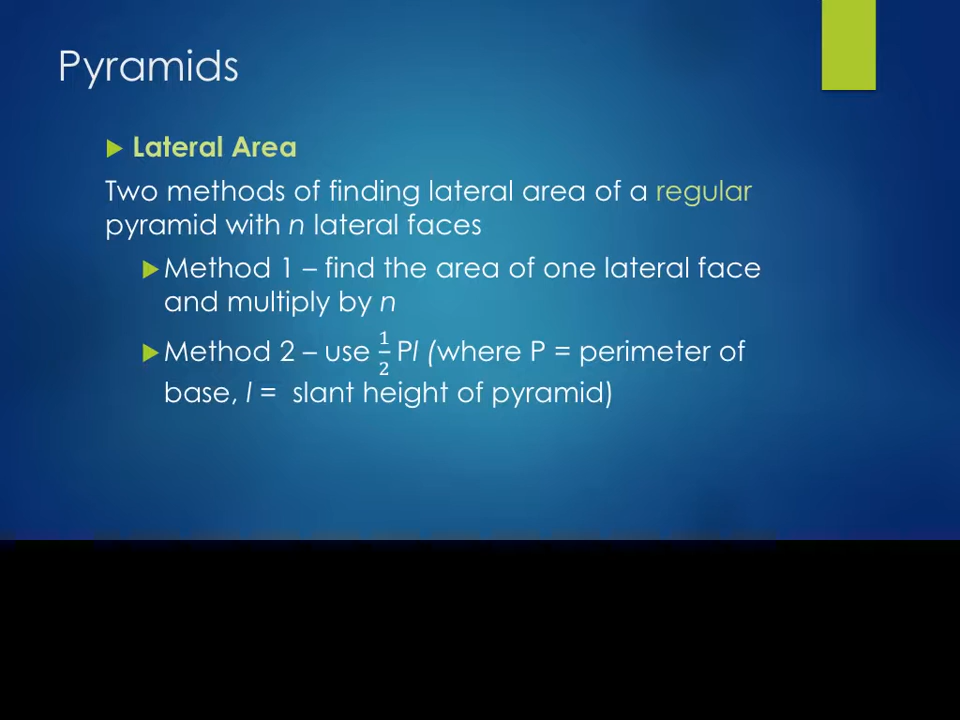 Pyramids
Lateral Area
Two methods of finding lateral area of a regular
pyramid with n lateral faces
Method 1 – find the area of one lateral face
and multiply by n
Method 2 – use 1/2 Pl (where P = perimeter of
base, l = slant height of pyramid)